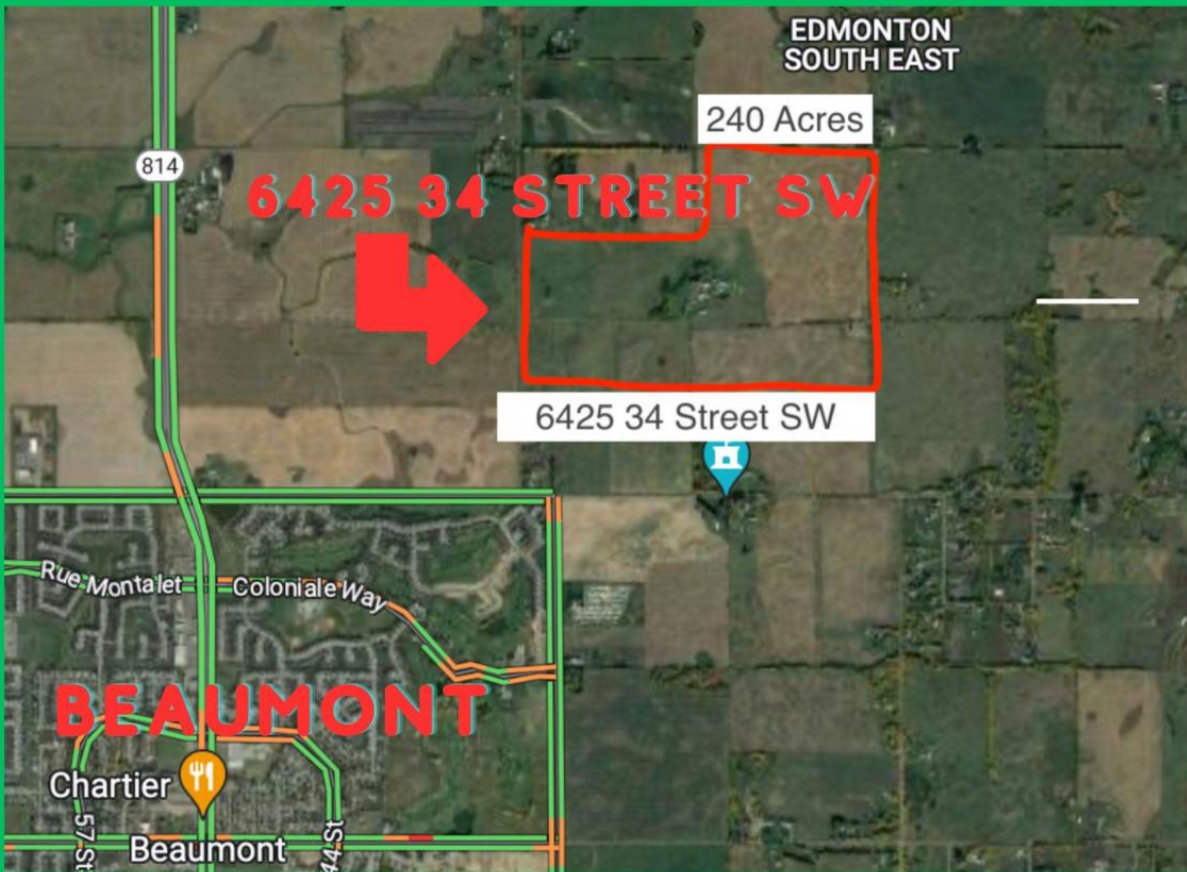 EDMONTON
SOUTH EAST
240 Acres
814
6425 34 STREET SW
6425 34 Street SW
Rue Montalet
Coloniale Way
BEAUMONT
Chartier
57 St
Beaumont
44 St